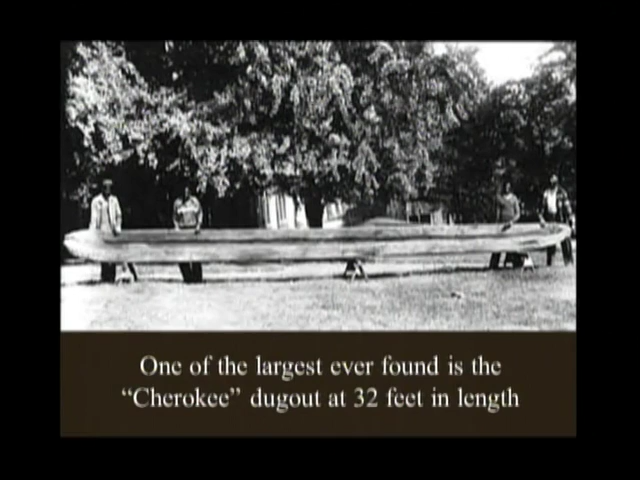 One of the largest ever found is the
“Cherokee” dugout at 32 feet in length